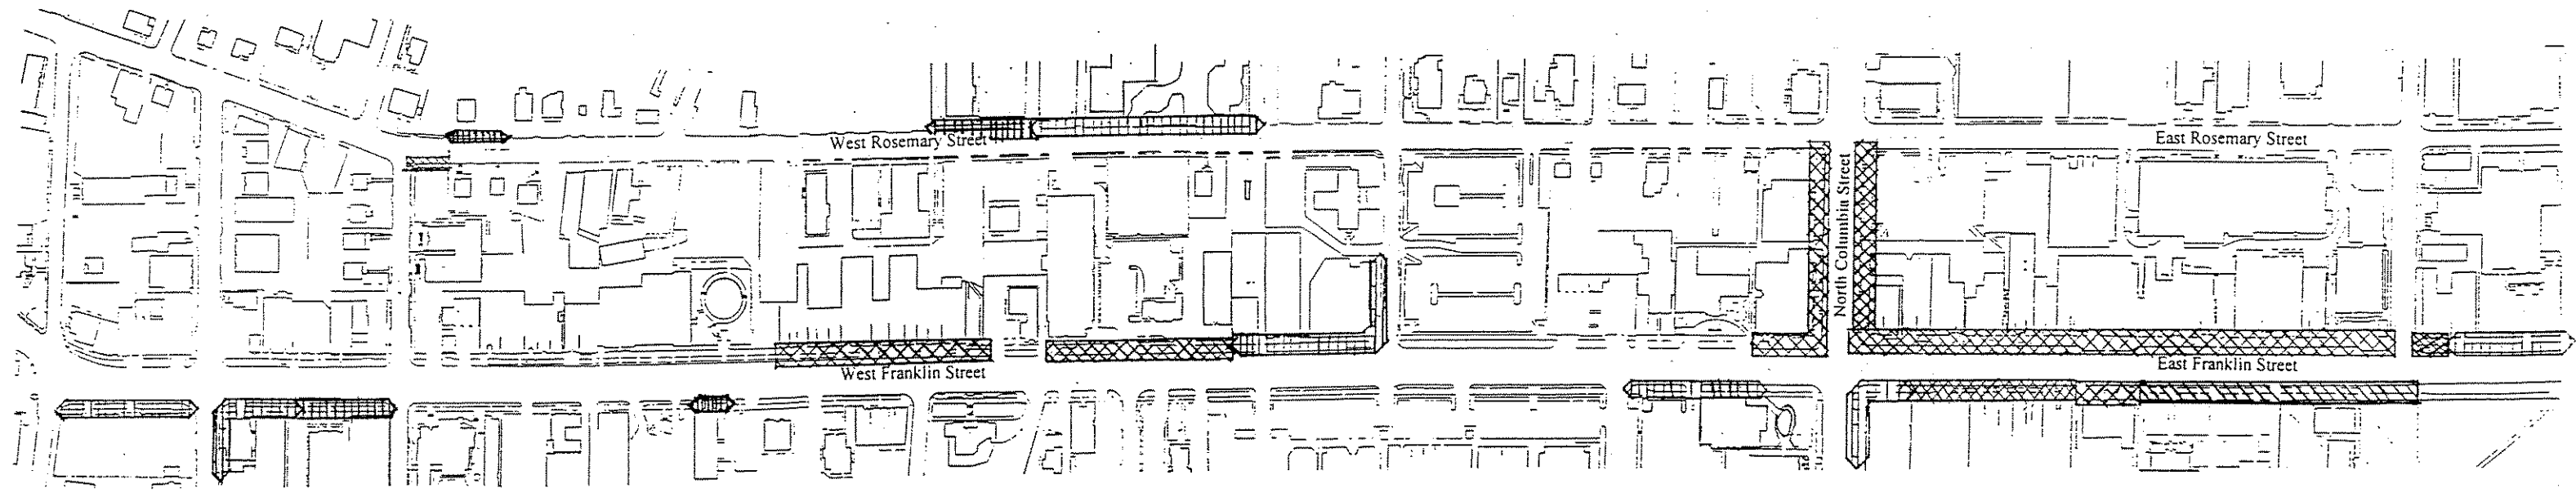 West Rosemary Street
East Rosemary Street
North Columbia Street
West Franklin Street
East Franklin Street